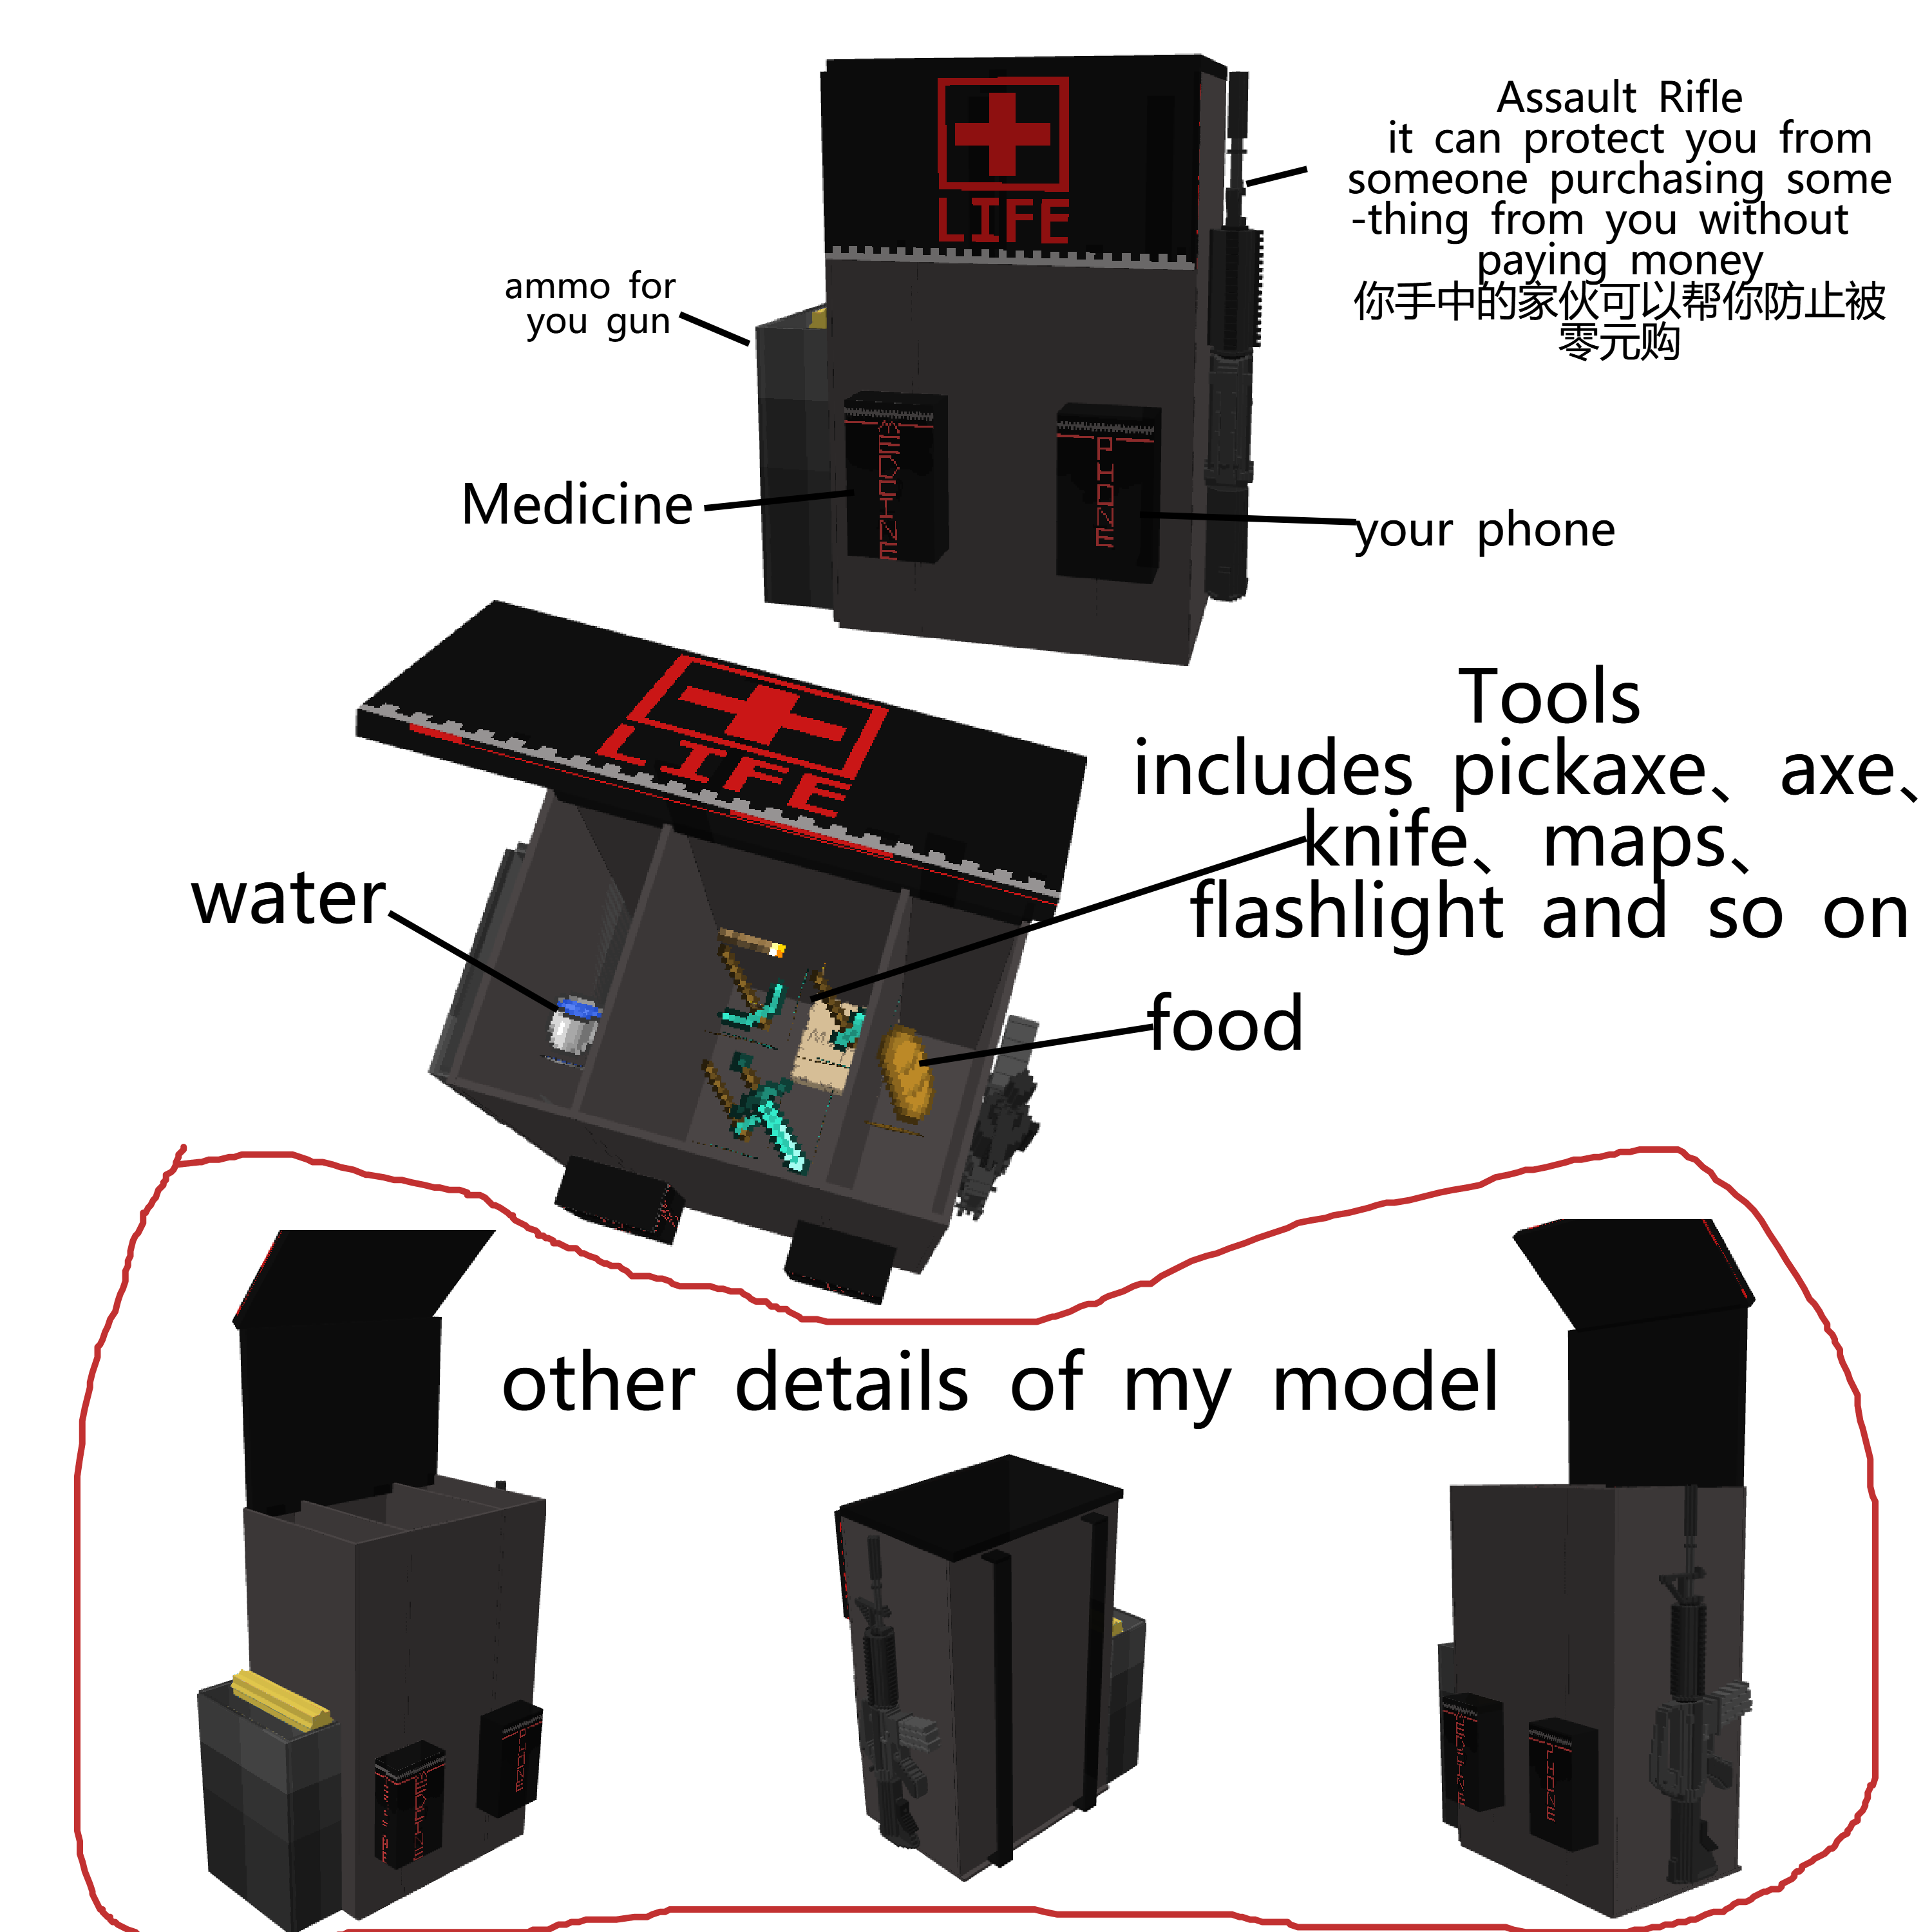 LIFE
Assault Rifle
it can protect you from
someone purchasing some
-thing from you without
paying money
你手中的家伙可以帮你防止被
零元购
ammo for
you gun
MEDCINE
PHONE
Medicine
your phone
LIFE
Tools
includes pickaxe、axe、
knife、maps、
flashlight and so on
water
food
other details of my model
PHONE
MEDCINE
MEDCINE
PHONE